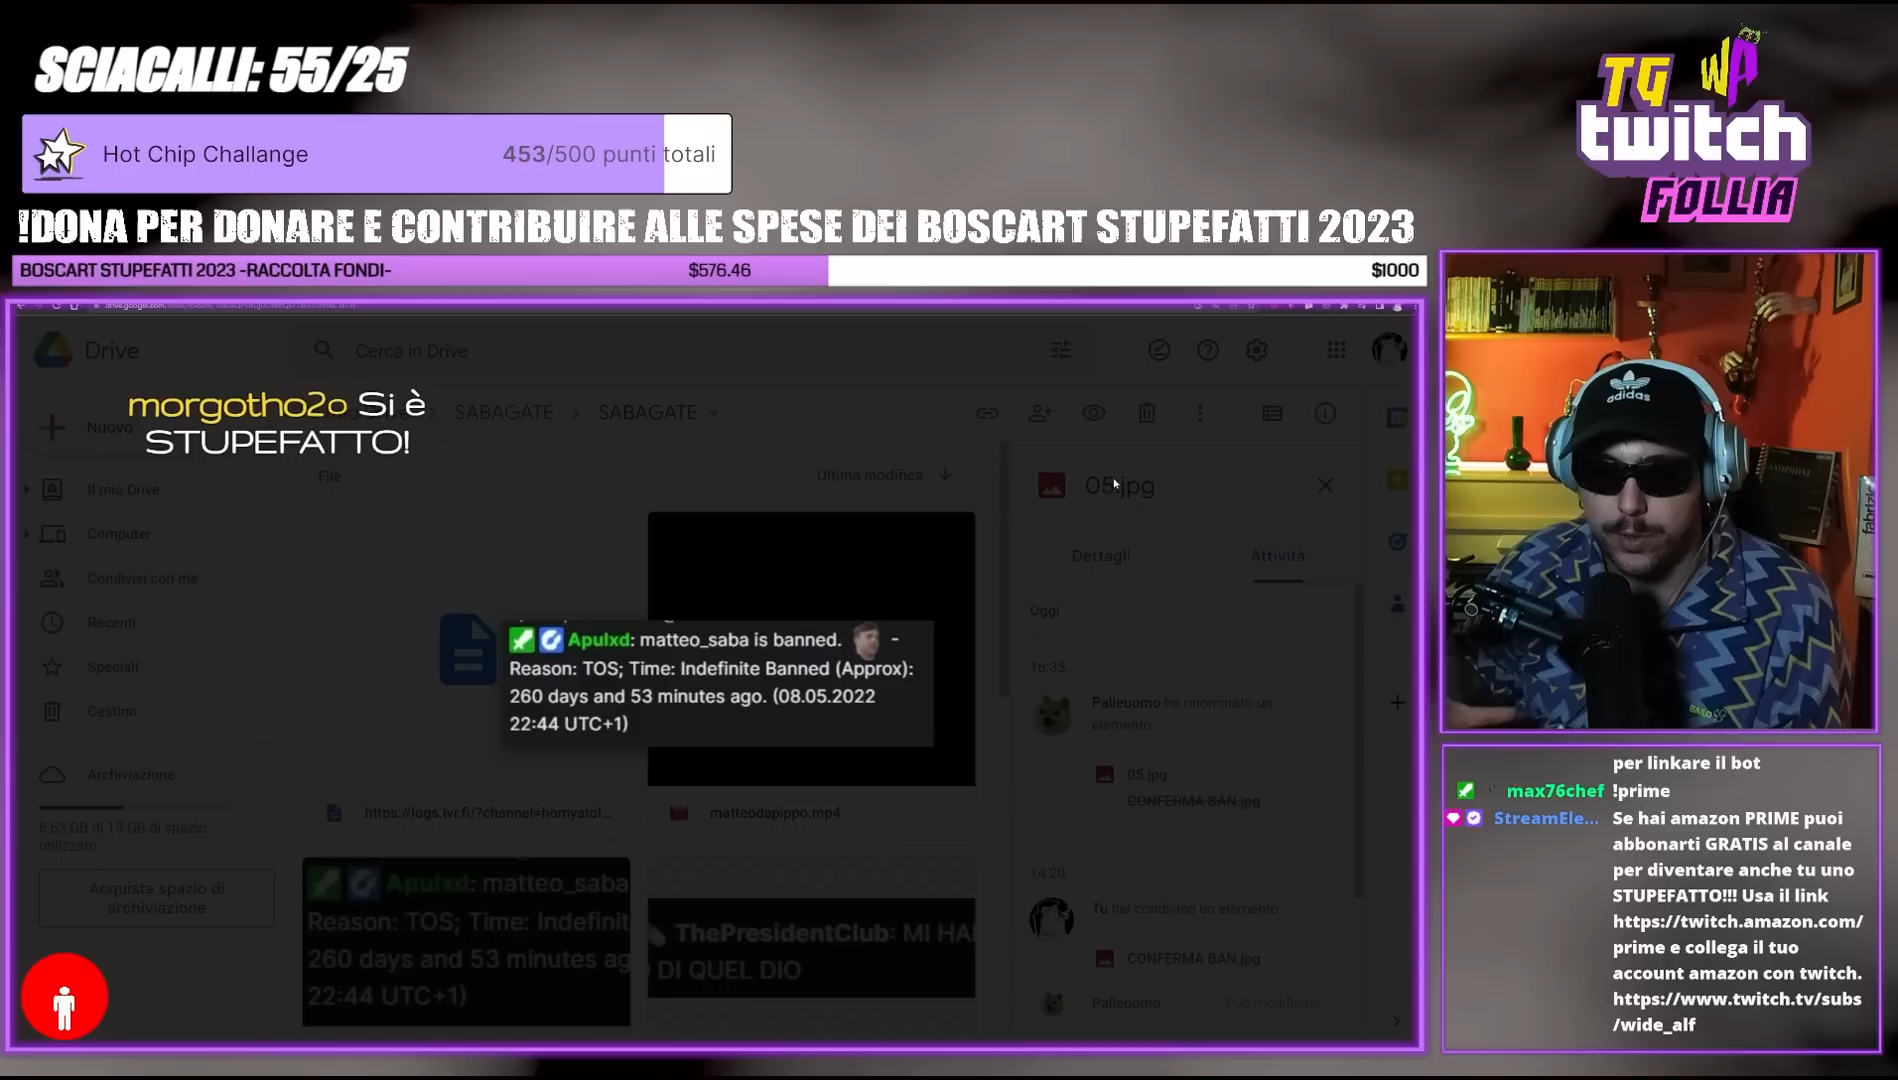 SCIACALLI: 55/25
TG WA
twitch
FOLLIA
Hot Chip Challange 453/500 punti totali
!DONA PER DONARE E CONTRIBUIRE ALLE SPESE DEI BOSCART STUPEFATTI 2023
BOSCART STUPEFATTI 2023 -RACCOLTA FONDI- $576.46 $1000
Drive
Cerca in Drive
morgotho2o Si è
STUPEFATTO!
SABAGATE > SABAGATE
Nuovo
File
Ultima modifica
Il mio Drive
Computer
Condivisi con me
Recenti
Speciali
Cestino
Archiviazione
6,63 GB di 15 GB di spazio
utilizzato
Acquista spazio di
archiviazione
Apulxd: matteo_saba is banned. -
Reason: TOS; Time: Indefinite Banned (Approx):
260 days and 53 minutes ago. (08.05.2022
22:44 UTC+1)
https://logs.ivr.fi/?channel=homyatol...
matteodapippo.mp4
Apulxd: matteo_saba
Reason: TOS; Time: Indefinit
260 days and 53 minutes ag
22:44 UTC+1)
ThePresidentClub: MI HA
DI QUEL DIO
05.jpg
Dettagli
Attività
Oggi
16:35
Palleuomo ha rinominato un
elemento
05.jpg
CONFERMA BAN.jpg
14:20
Tu hai condiviso un elemento
CONFERMA BAN.jpg
Palleuomo Può modificare
adidas
per linkare il bot
max76chef !prime
StreamEle... Se hai amazon PRIME puoi
abbonarti GRATIS al canale
per diventare anche tu uno
STUPEFATTO!!! Usa il link
https://twitch.amazon.com/
prime e collega il tuo
account amazon con twitch.
https://www.twitch.tv/subs
/wide_alf